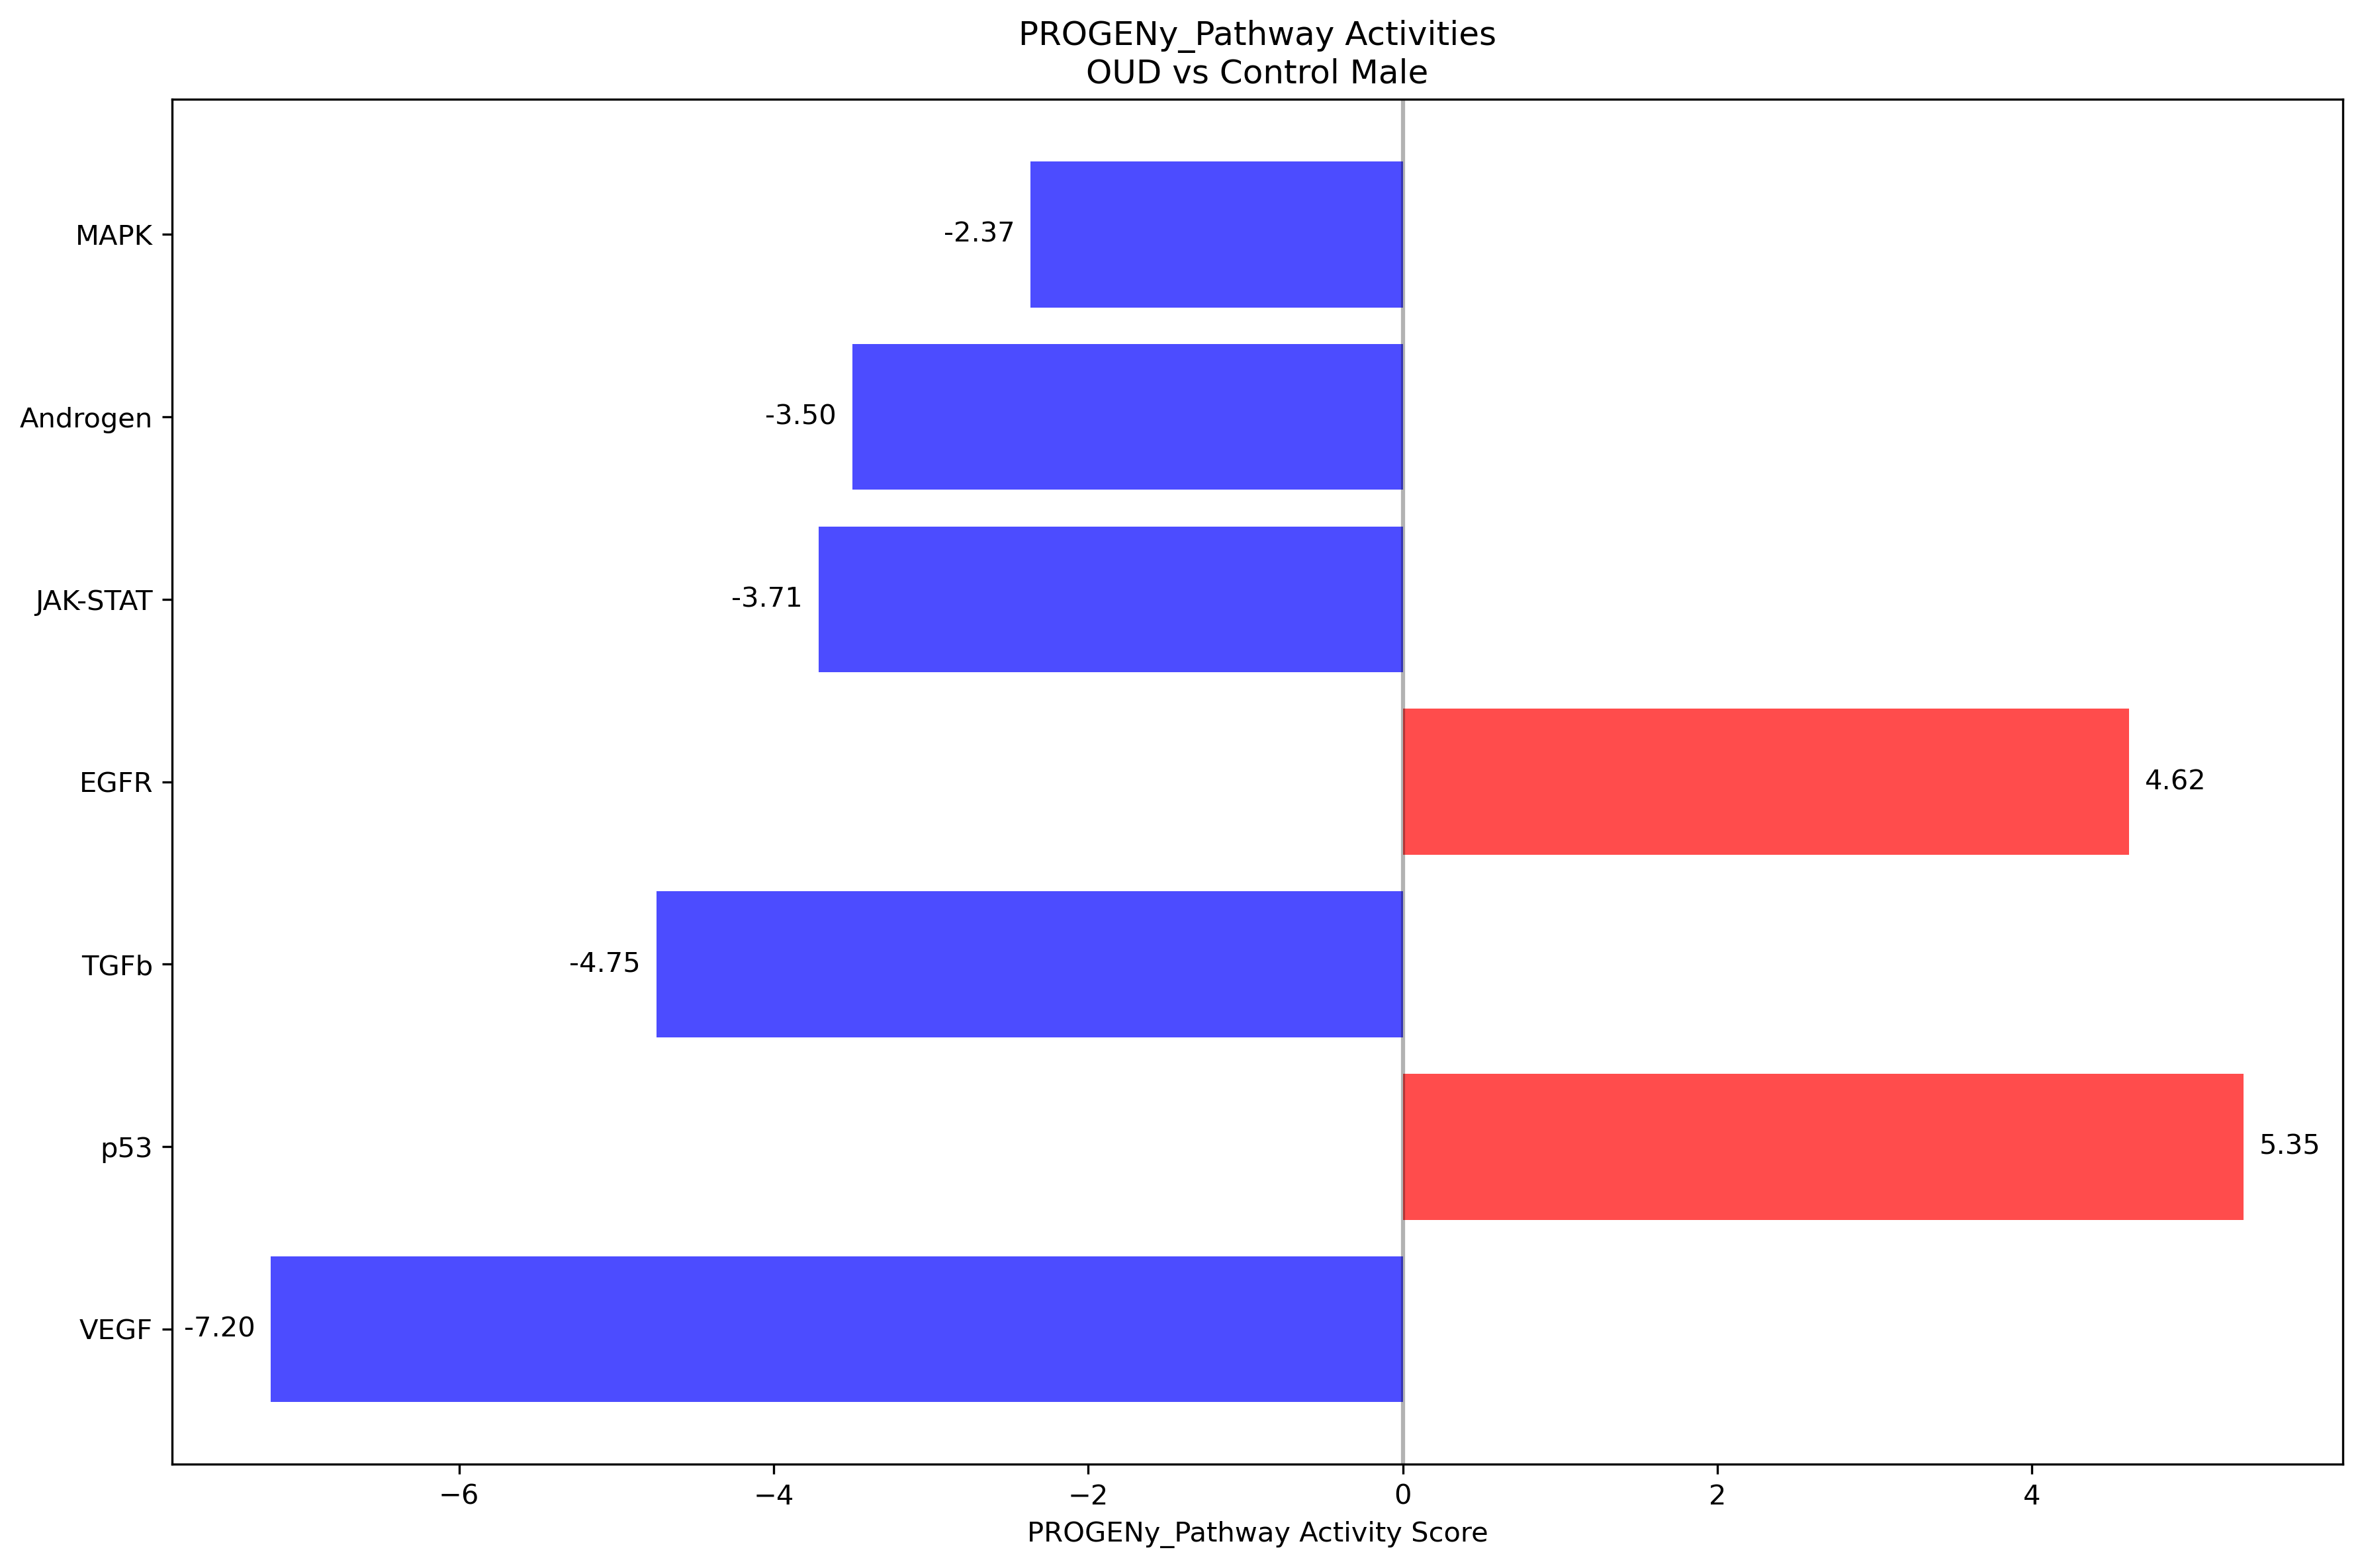 PROGENy_Pathway Activities
OUD vs Control Male
MAPK
-2.37
Androgen
-3.50
JAK-STAT
-3.71
EGFR
4.62
TGFb
-4.75
p53
5.35
VEGF
-7.20
−6
−4
−2
0
2
4
PROGENy_Pathway Activity Score